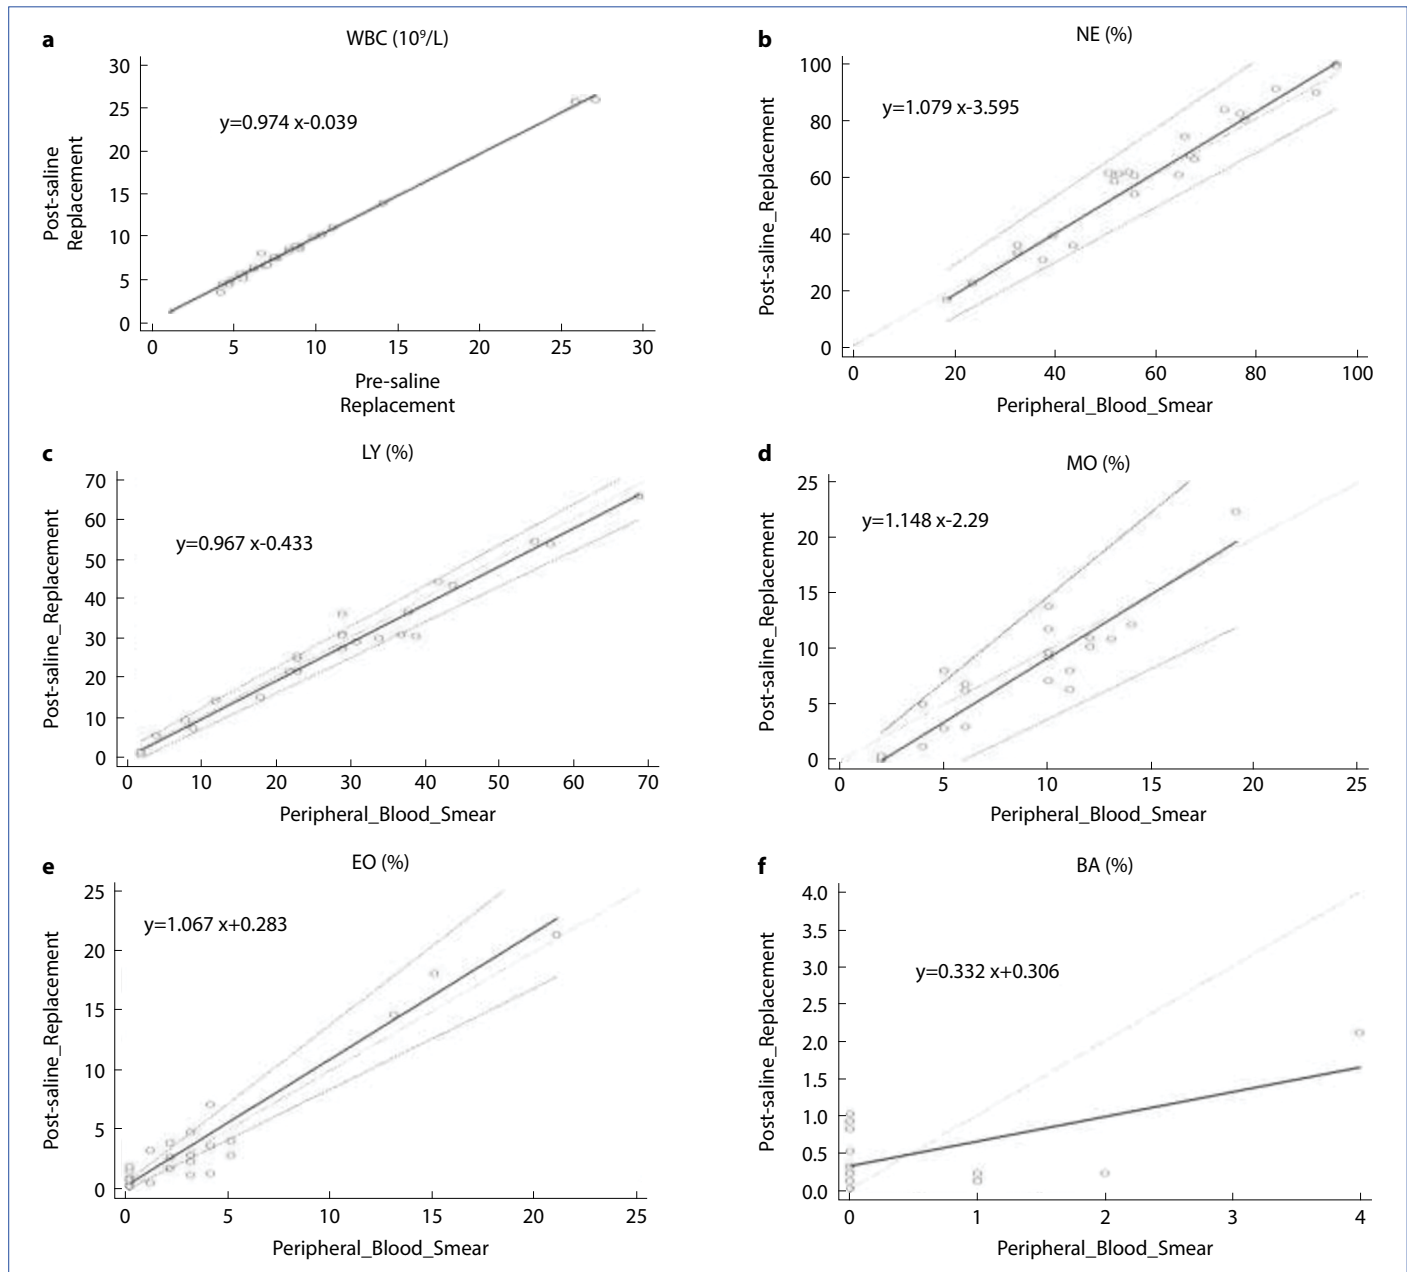 a
WBC (10⁹/L)
30
25
20
15
10
5
0
y=0.974 x-0.039
Post-saline
Replacement
0 5 10 15 20 25 30
Pre-saline
Replacement
b
NE (%)
100
80
60
40
20
0
y=1.079 x-3.595
Post-saline_Replacement
0 20 40 60 80 100
Peripheral_Blood_Smear
c
LY (%)
70
60
50
40
30
20
10
0
y=0.967 x-0.433
Post-saline_Replacement
0 10 20 30 40 50 60 70
Peripheral_Blood_Smear
d
MO (%)
25
20
15
10
5
0
y=1.148 x-2.29
Post-saline_Replacement
0 5 10 15 20 25
Peripheral_Blood_Smear
e
EO (%)
25
20
15
10
5
0
y=1.067 x+0.283
Post-saline_Replacement
0 5 10 15 20 25
Peripheral_Blood_Smear
f
BA (%)
4.0
3.5
3.0
2.5
2.0
1.5
1.0
0.5
0.0
y=0.332 x+0.306
Post-saline_Replacement
0 1 2 3 4
Peripheral_Blood_Smear